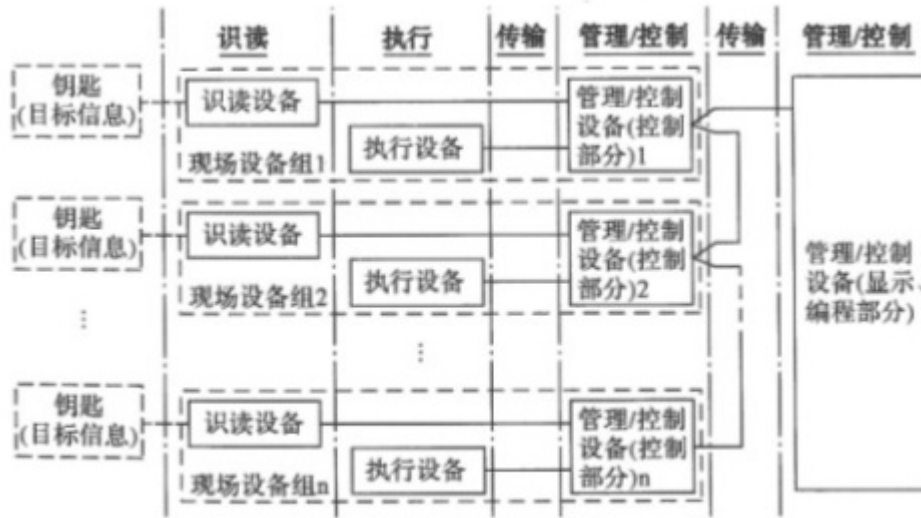 识读 执行 传输 管理/控制 传输 管理/控制
钥匙
(目标信息)
识读设备
执行设备
现场设备组1
管理/控制
设备(控制
部分)1
钥匙
(目标信息)
识读设备
执行设备
现场设备组2
管理/控制
设备(控制
部分)2
管理/控制
设备(显示、
编程部分)
⋮
⋮
钥匙
(目标信息)
识读设备
执行设备
现场设备组n
管理/控制
设备(控制
部分)n